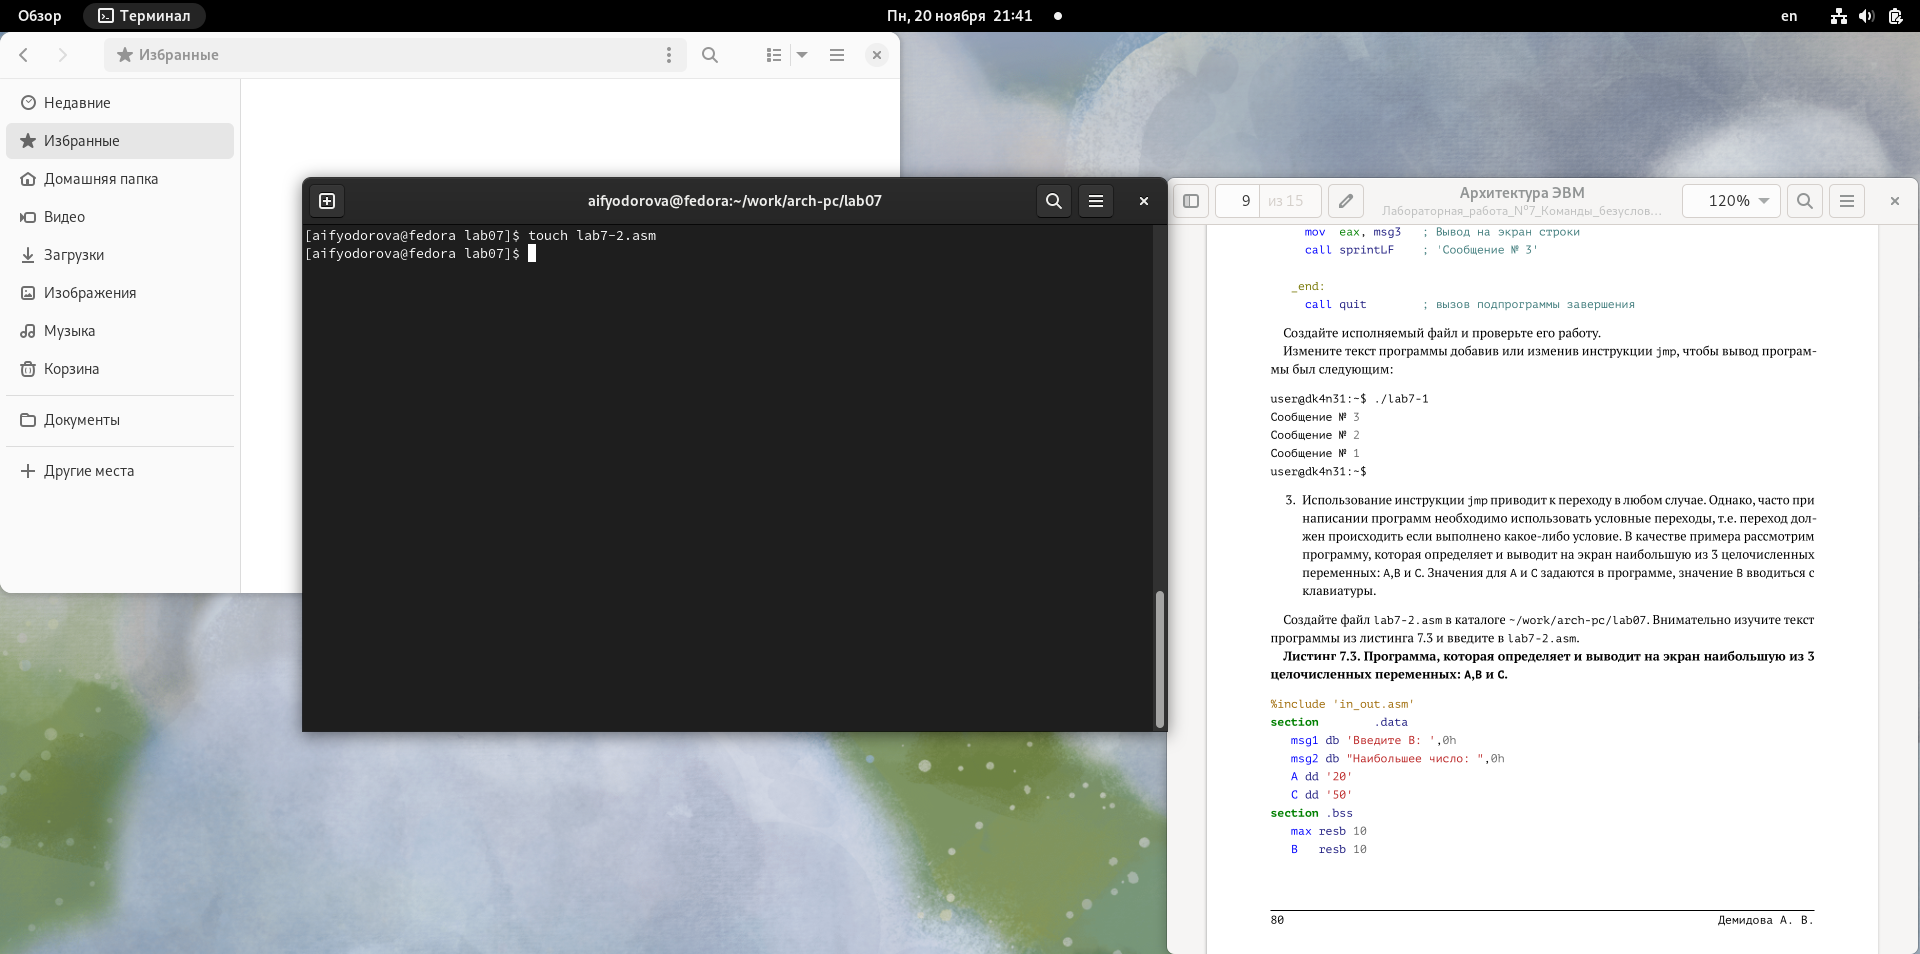 Обзор
Терминал
Пн, 20 ноября 21:41
en
Избранные
Недавние
Избранные
Домашняя папка
Видео
Загрузки
Изображения
Музыка
Корзина
Документы
Другие места
aifyodorova@fedora:~/work/arch-pc/lab07
[aifyodorova@fedora lab07]$ touch lab7-2.asm
[aifyodorova@fedora lab07]$
9 из 15
Архитектура ЭВМ
Лабораторная_работа_№7_Команды_безуслов…
120%
mov eax, msg3 ; Вывод на экран строки
call sprintLF ; 'Сообщение № 3'
_end:
call quit ; вызов подпрограммы завершения
Создайте исполняемый файл и проверьте его работу.
Измените текст программы добавив или изменив инструкции jmp, чтобы вывод програм-
мы был следующим:
user@dk4n31:~$ ./lab7-1
Сообщение № 3
Сообщение № 2
Сообщение № 1
user@dk4n31:~$
3. Использование инструкции jmp приводит к переходу в любом случае. Однако, часто при
написании программ необходимо использовать условные переходы, т.е. переход дол-
жен происходить если выполнено какое-либо условие. В качестве примера рассмотрим
программу, которая определяет и выводит на экран наибольшую из 3 целочисленных
переменных: A,B и C. Значения для A и C задаются в программе, значение B вводиться с
клавиатуры.
Создайте файл lab7-2.asm в каталоге ~/work/arch-pc/lab07. Внимательно изучите текст
программы из листинга 7.3 и введите в lab7-2.asm.
Листинг 7.3. Программа, которая определяет и выводит на экран наибольшую из 3
целочисленных переменных: A,B и C.
%include 'in_out.asm'
section .data
msg1 db 'Введите B: ',0h
msg2 db "Наибольшее число: ",0h
A dd '20'
C dd '50'
section .bss
max resb 10
B resb 10
80
Демидова А. В.